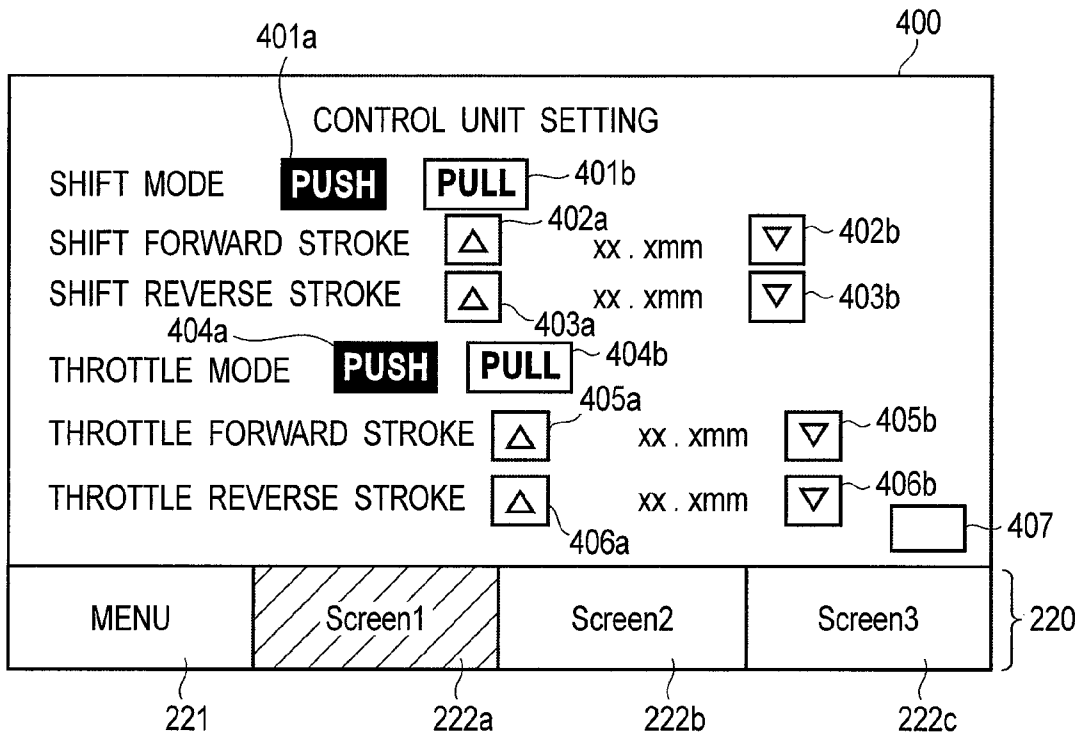 401a
400
CONTROL UNIT SETTING
SHIFT MODE PUSH PULL 401b
402a
SHIFT FORWARD STROKE xx . xmm 402b
SHIFT REVERSE STROKE xx . xmm 403b
404a 403a
THROTTLE MODE PUSH PULL 404b
405a
THROTTLE FORWARD STROKE xx . xmm 405b
THROTTLE REVERSE STROKE xx . xmm 406b
406a 407
MENU Screen1 Screen2 Screen3 220
221 222a 222b 222c